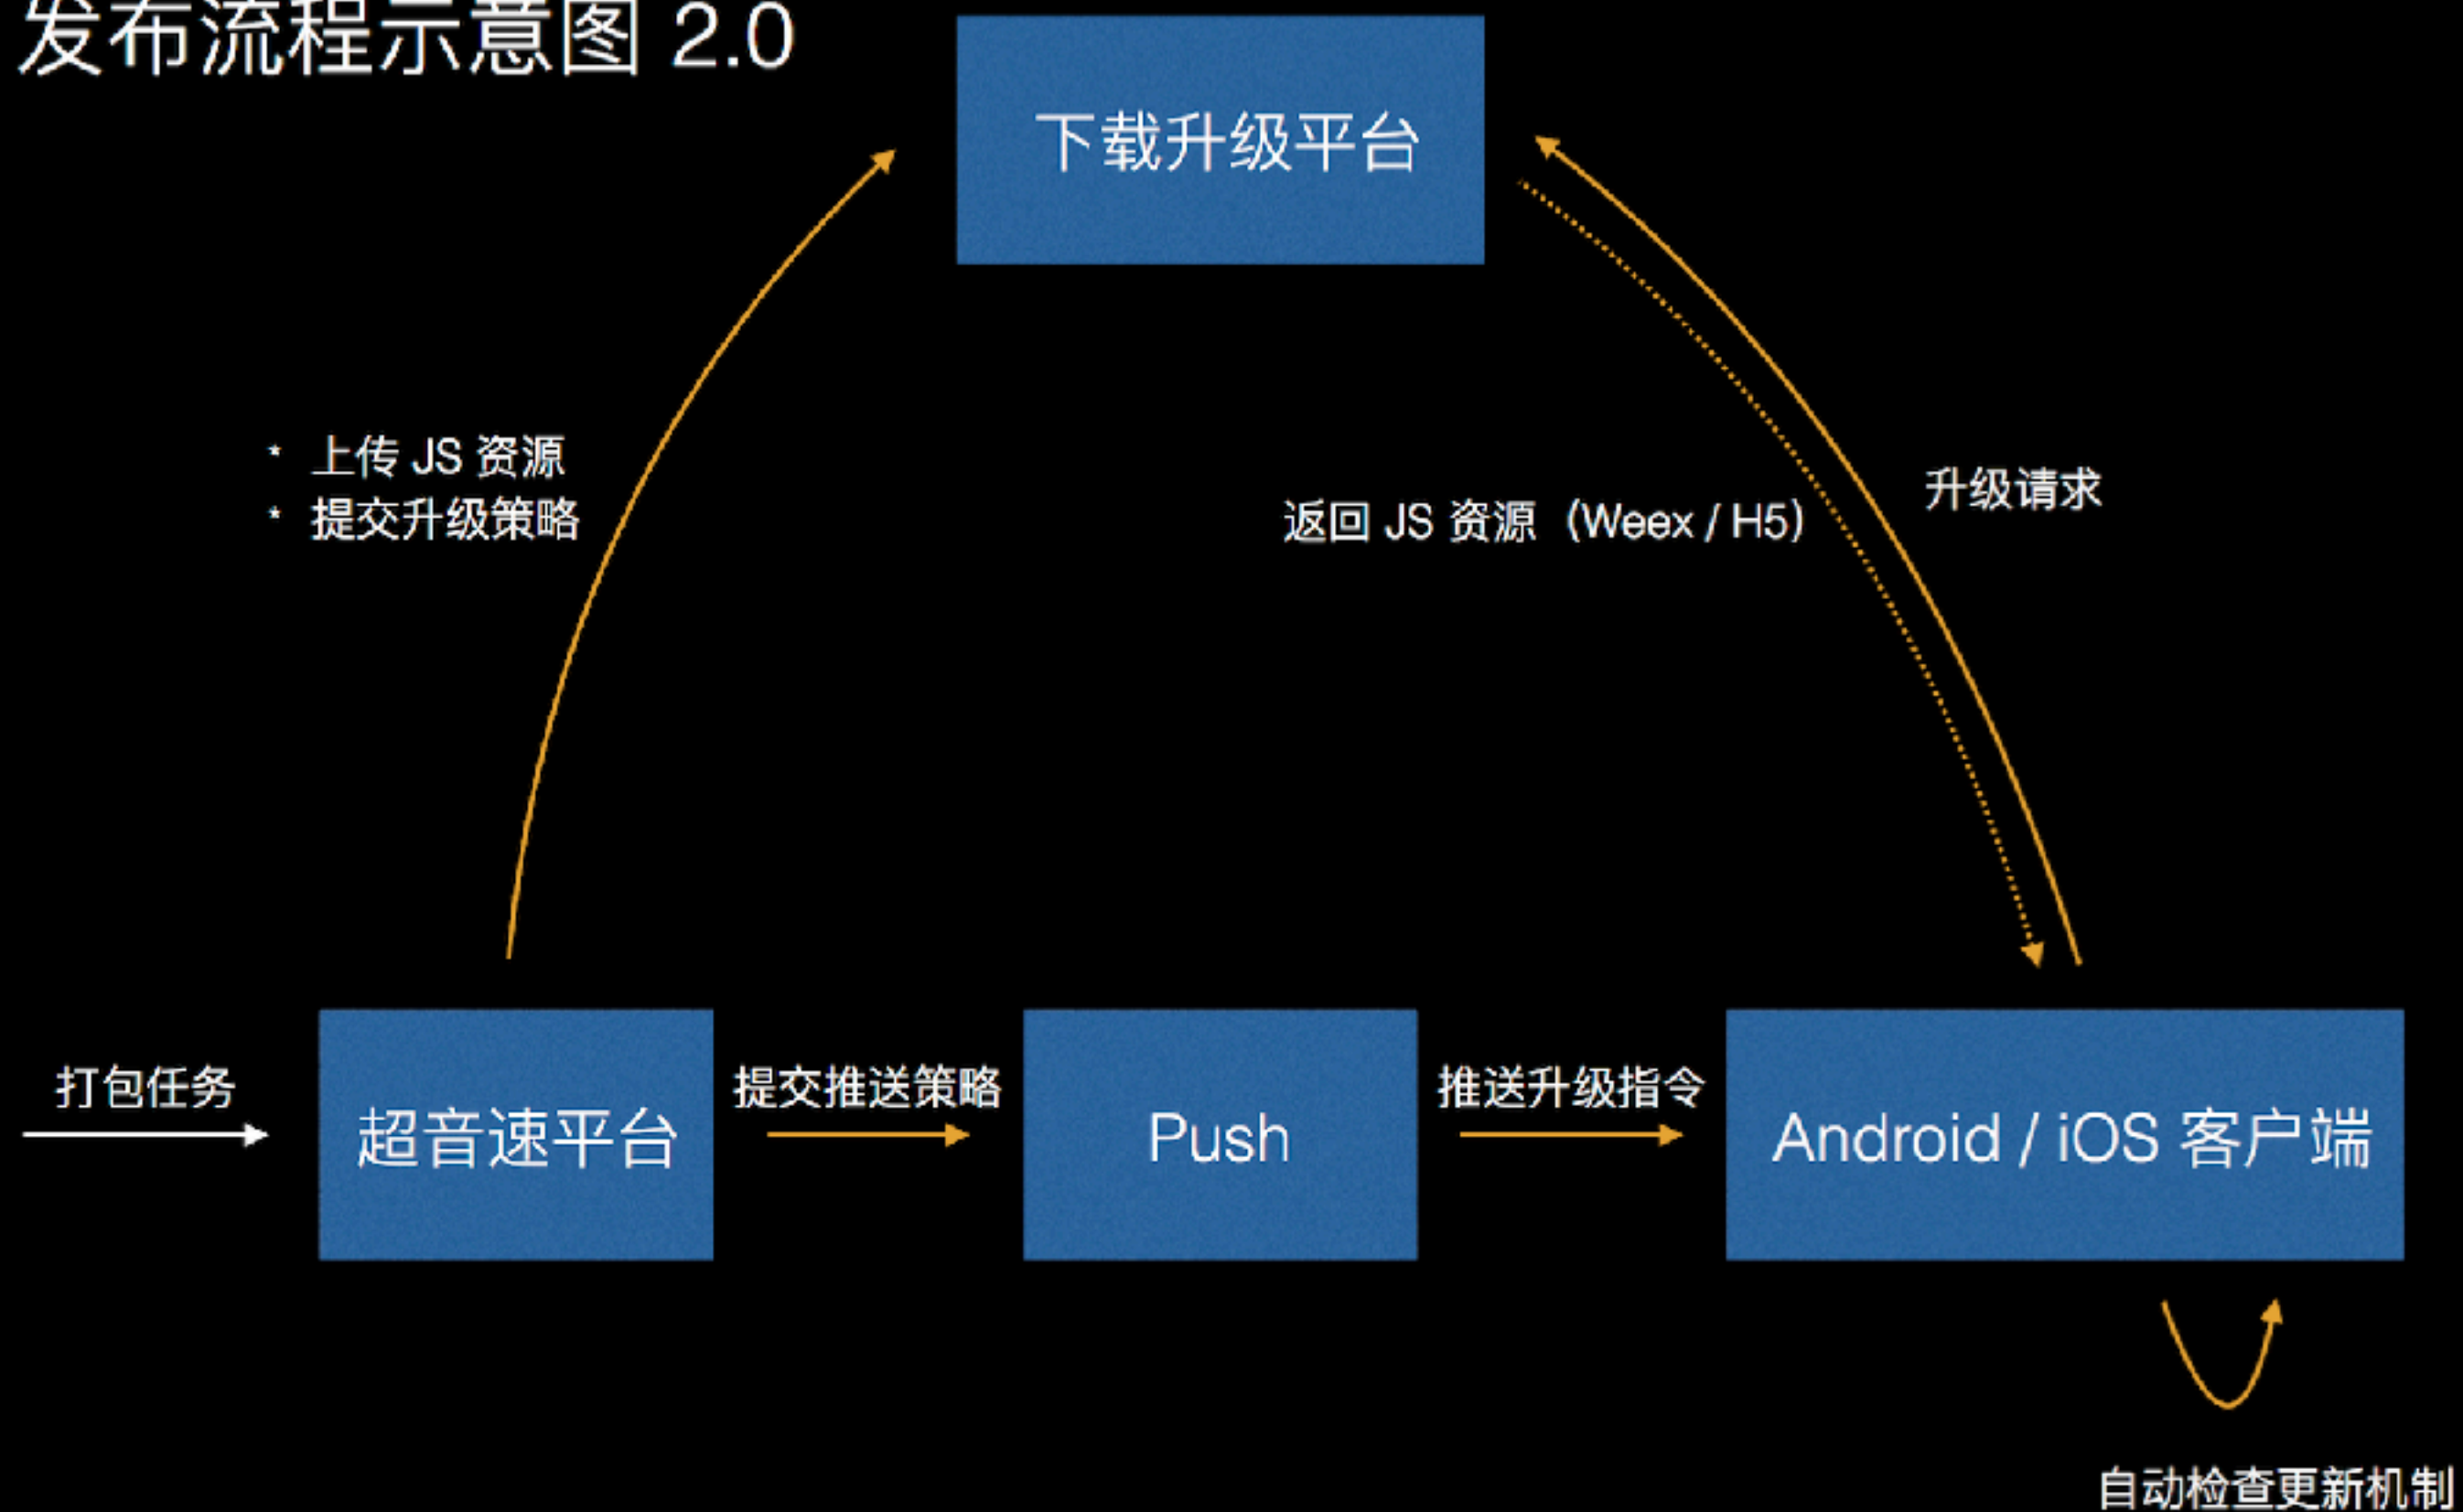 发布流程示意图 2.0
下载升级平台
* 上传 JS 资源
* 提交升级策略
返回 JS 资源（Weex / H5）
升级请求
打包任务
超音速平台
提交推送策略
Push
推送升级指令
Android / iOS 客户端
自动检查更新机制